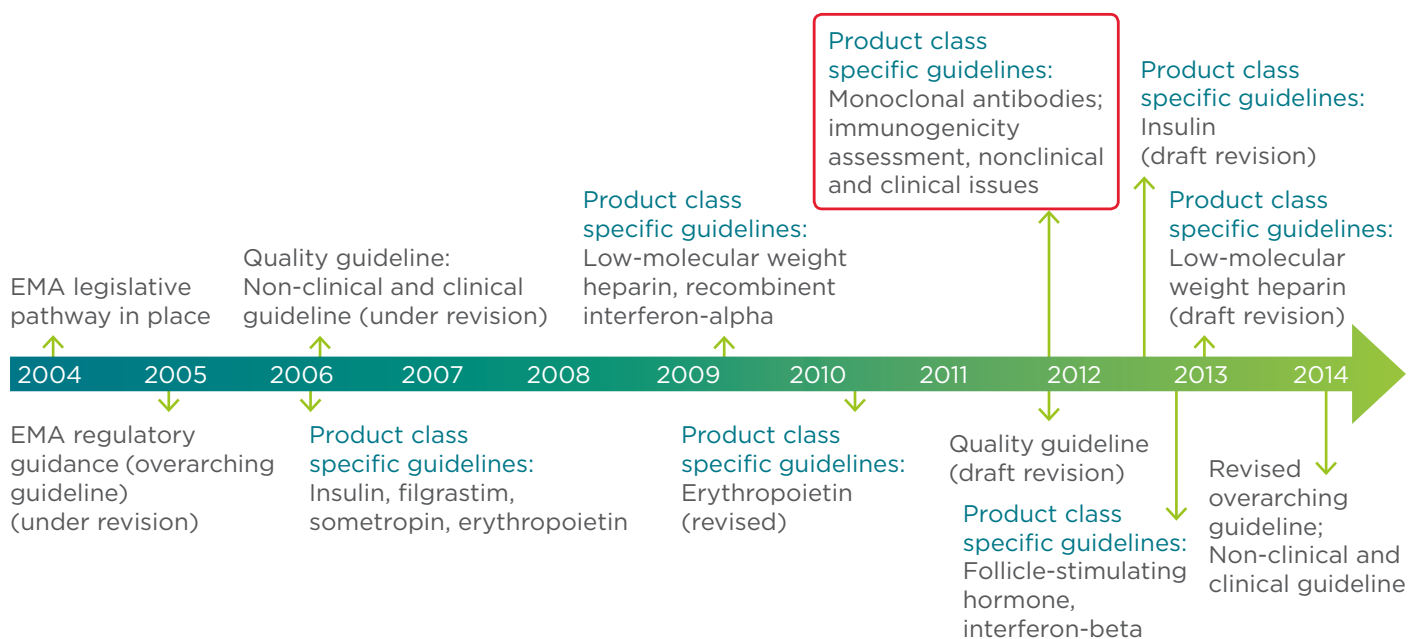 Product class
specific guidelines:
Monoclonal antibodies;
immunogenicity
assessment, nonclinical
and clinical issues
Product class
specific guidelines:
Insulin
(draft revision)
Product class
specific guidelines:
Low-molecular weight
heparin, recombinent
interferon-alpha
Product class
specific guidelines:
Low-molecular
weight heparin
(draft revision)
Quality guideline:
Non-clinical and clinical
guideline (under revision)
EMA legislative
pathway in place
2004 2005 2006 2007 2008 2009 2010 2011 2012 2013 2014
EMA regulatory
guidance (overarching
guideline)
(under revision)
Product class
specific guidelines:
Insulin, filgrastim,
sometropin, erythropoietin
Product class
specific guidelines:
Erythropoietin
(revised)
Quality guideline
(draft revision)
Product class
specific guidelines:
Follicle-stimulating
hormone,
interferon-beta
Revised
overarching
guideline;
Non-clinical and
clinical guideline